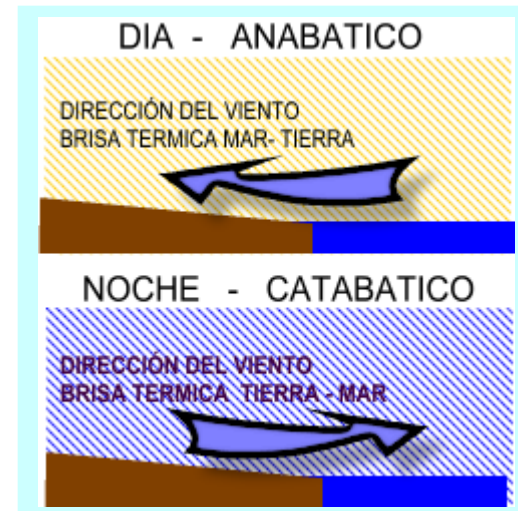 DIA - ANABATICO
DIRECCIÓN DEL VIENTO
BRISA TERMICA MAR- TIERRA
NOCHE - CATABATICO
DIRECCIÓN DEL VIENTO
BRISA TERMICA TIERRA - MAR